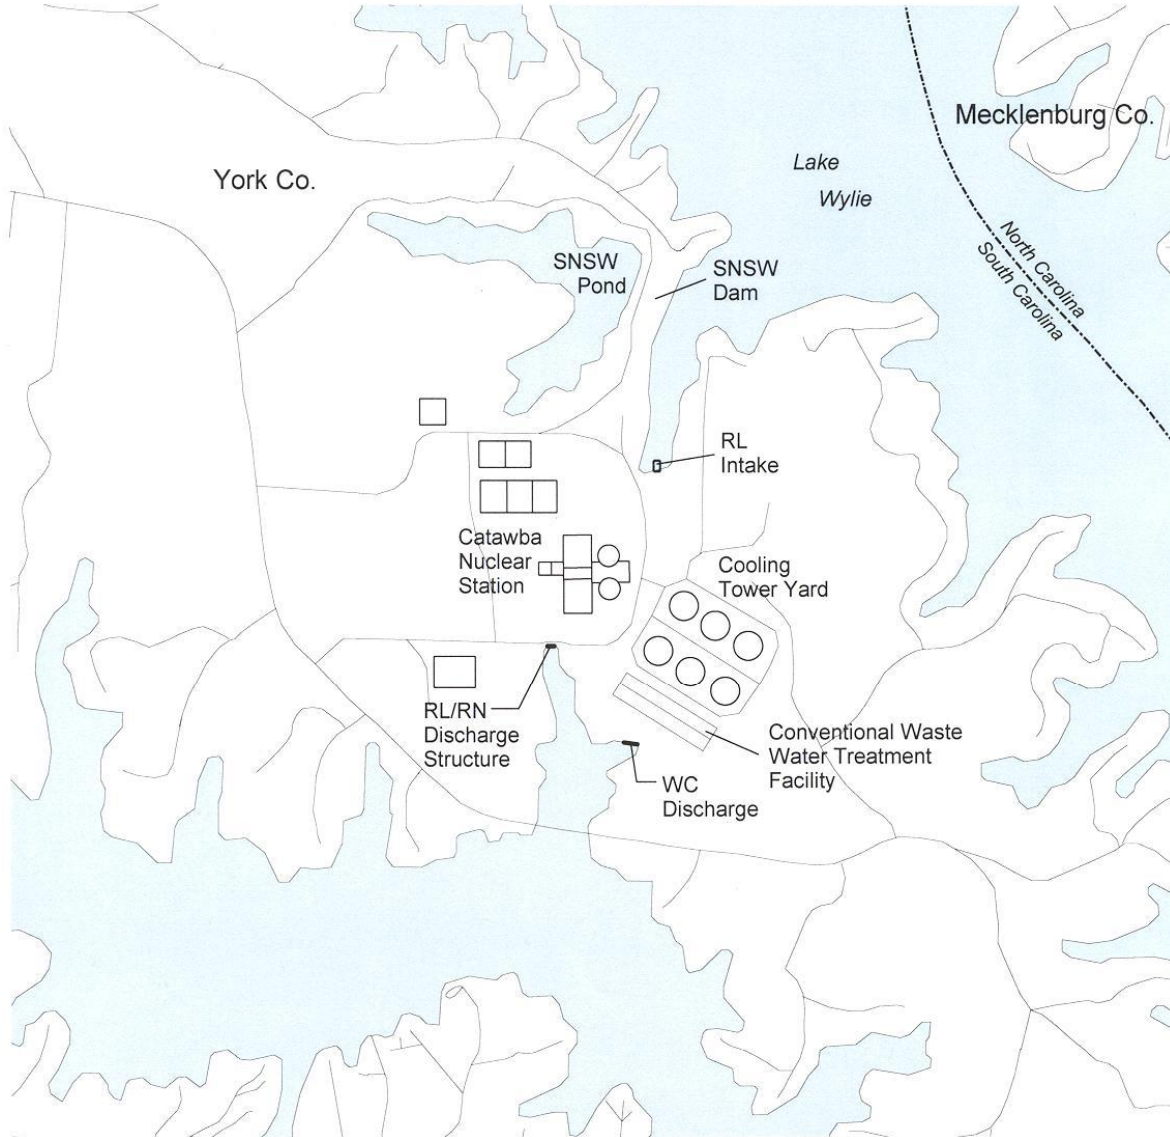 Mecklenburg Co.
Lake
Wylie
York Co.
North Carolina
South Carolina
SNSW
Pond
SNSW
Dam
RL
Intake
Catawba
Nuclear
Station
Cooling
Tower Yard
RL/RN
Discharge
Structure
Conventional Waste
Water Treatment
Facility
WC
Discharge